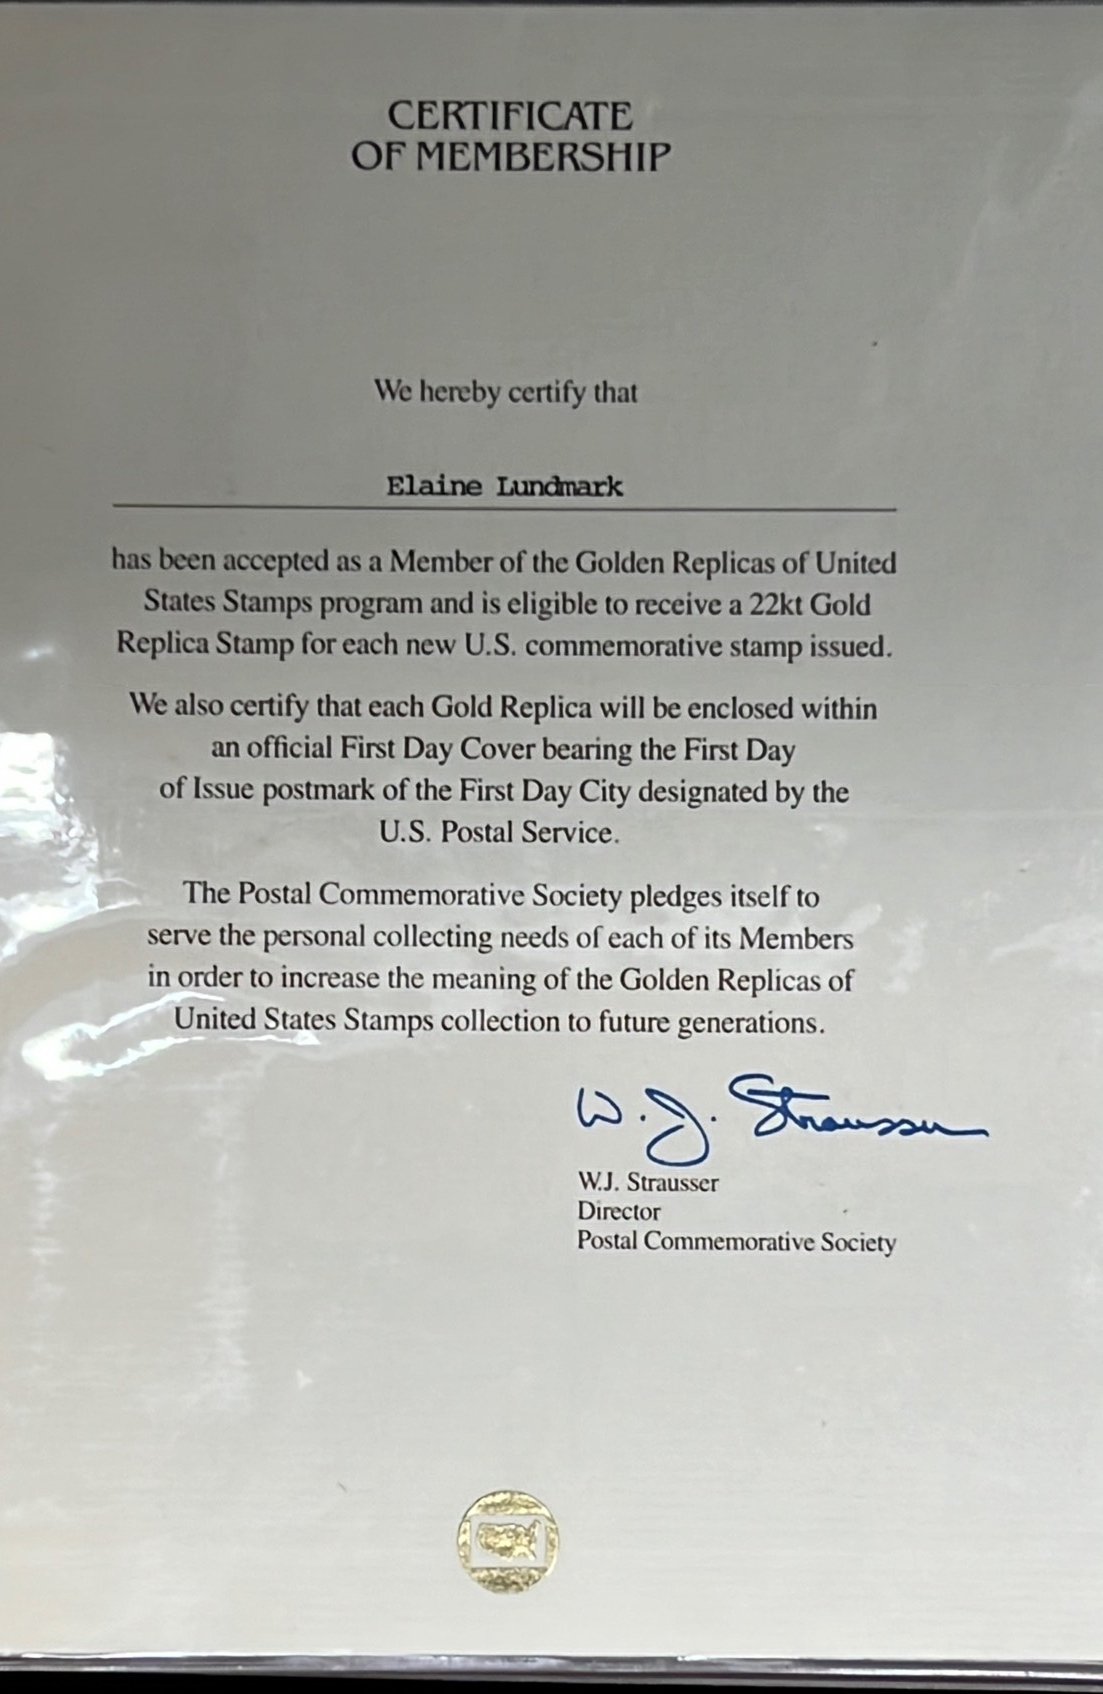 CERTIFICATE
OF MEMBERSHIP
We hereby certify that
Elaine Lundmark
has been accepted as a Member of the Golden Replicas of United
States Stamps program and is eligible to receive a 22kt Gold
Replica Stamp for each new U.S. commemorative stamp issued.
We also certify that each Gold Replica will be enclosed within
an official First Day Cover bearing the First Day
of Issue postmark of the First Day City designated by the
U.S. Postal Service.
The Postal Commemorative Society pledges itself to
serve the personal collecting needs of each of its Members
in order to increase the meaning of the Golden Replicas of
United States Stamps collection to future generations.
W. J. Strausser
W.J. Strausser
Director
Postal Commemorative Society